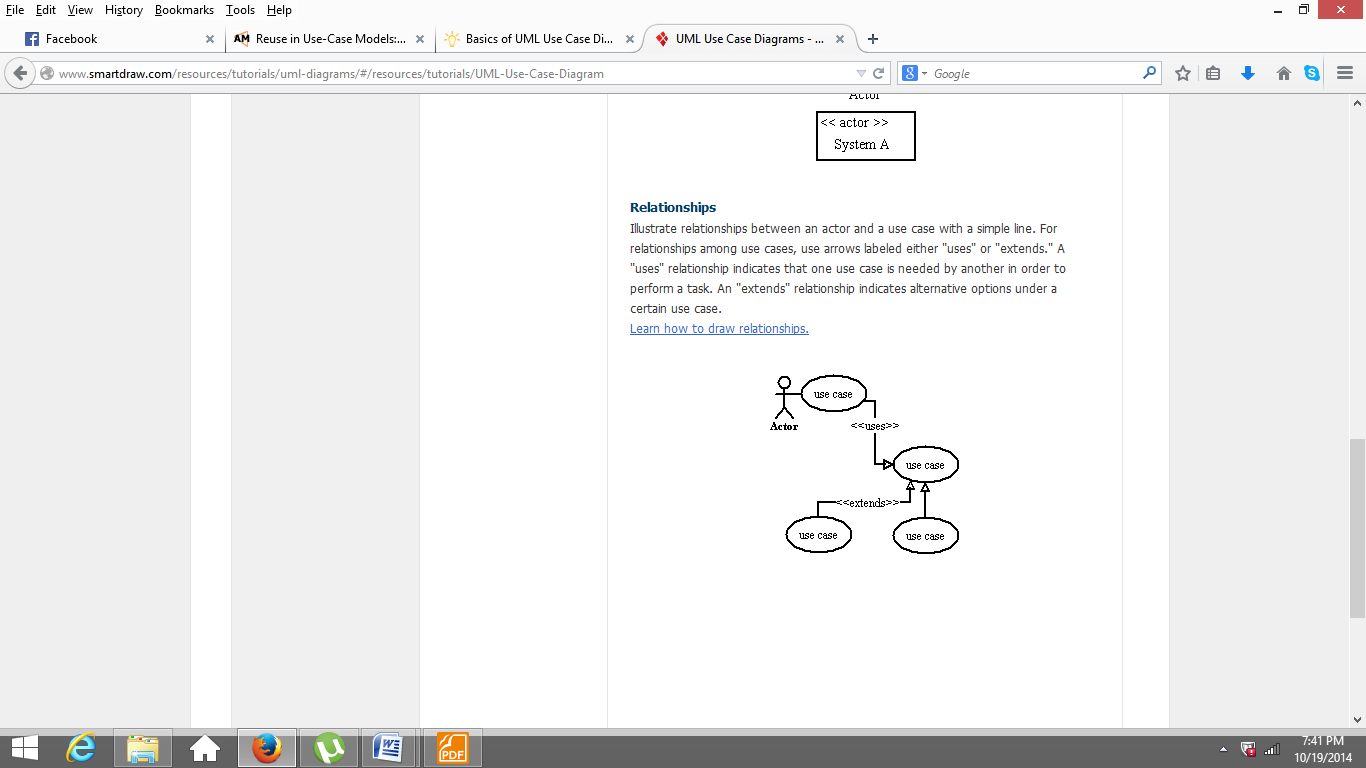 File Edit View History Bookmarks Tools Help
Facebook
AM Reuse in Use-Case Models:...
Basics of UML Use Case Di...
UML Use Case Diagrams - ...
www.smartdraw.com/resources/tutorials/uml-diagrams/#/resources/tutorials/UML-Use-Case-Diagram
Google
Actor
<< actor >>
System A
Relationships
Illustrate relationships between an actor and a use case with a simple line. For
relationships among use cases, use arrows labeled either "uses" or "extends." A
"uses" relationship indicates that one use case is needed by another in order to
perform a task. An "extends" relationship indicates alternative options under a
certain use case.
Learn how to draw relationships.
use case
Actor
<<uses>>
use case
<<extends>>
use case
use case
PDF
7:41 PM
10/19/2014